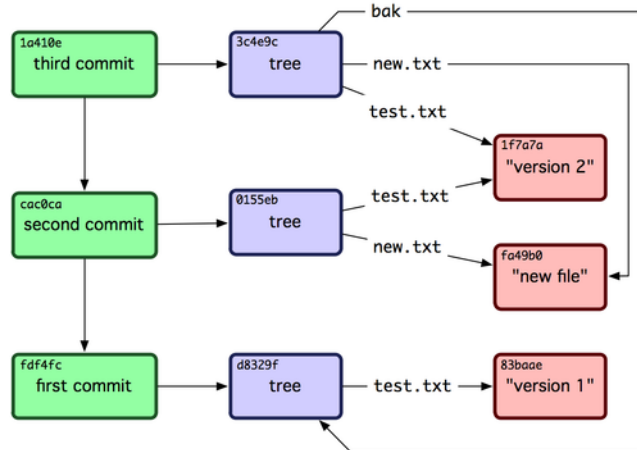 bak
1a410e
third commit
3c4e9c
tree
new.txt
test.txt
1f7a7a
"version 2"
cac0ca
second commit
0155eb
tree
test.txt
new.txt
fa49b0
"new file"
fdf4fc
first commit
d8329f
tree
test.txt
83baae
"version 1"